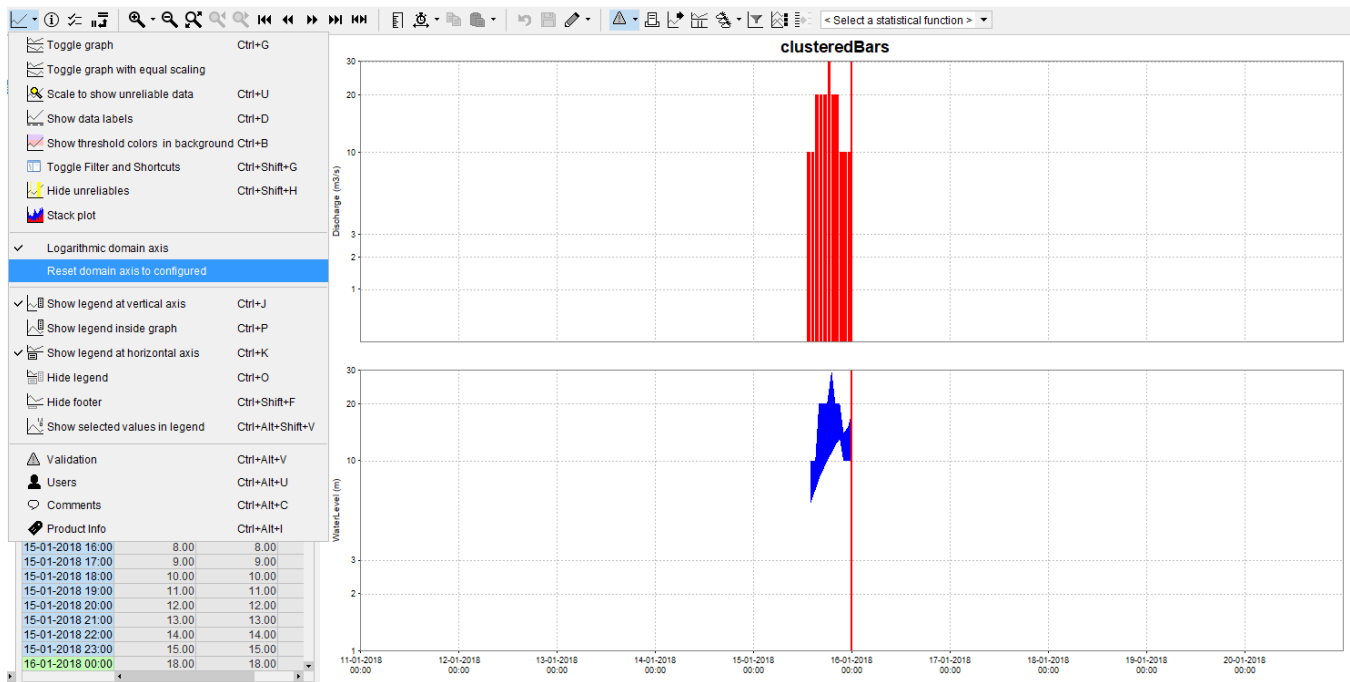 < Select a statistical function >
Toggle graph Ctrl+G
Toggle graph with equal scaling
Scale to show unreliable data Ctrl+U
Show data labels Ctrl+D
Show threshold colors in background Ctrl+B
Toggle Filter and Shortcuts Ctrl+Shift+G
Hide unreliables Ctrl+Shift+H
Stack plot
Logarithmic domain axis
Reset domain axis to configured
Show legend at vertical axis Ctrl+J
Show legend inside graph Ctrl+P
Show legend at horizontal axis Ctrl+K
Hide legend Ctrl+O
Hide footer Ctrl+Shift+F
Show selected values in legend Ctrl+Alt+Shift+V
Validation Ctrl+Alt+V
Users Ctrl+Alt+U
Comments Ctrl+Alt+C
Product Info Ctrl+Alt+I
15-01-2018 16:00 8.00 8.00
15-01-2018 17:00 9.00 9.00
15-01-2018 18:00 10.00 10.00
15-01-2018 19:00 11.00 11.00
15-01-2018 20:00 12.00 12.00
15-01-2018 21:00 13.00 13.00
15-01-2018 22:00 14.00 14.00
15-01-2018 23:00 15.00 15.00
16-01-2018 00:00 18.00 18.00
clusteredBars
Discharge (m3/s)
30
20
10
3
2
1
WaterLevel (m)
30
20
10
3
2
1
11-01-2018 12-01-2018 13-01-2018 14-01-2018 15-01-2018 16-01-2018 17-01-2018 18-01-2018 19-01-2018 20-01-2018
00:00 00:00 00:00 00:00 00:00 00:00 00:00 00:00 00:00 00:00